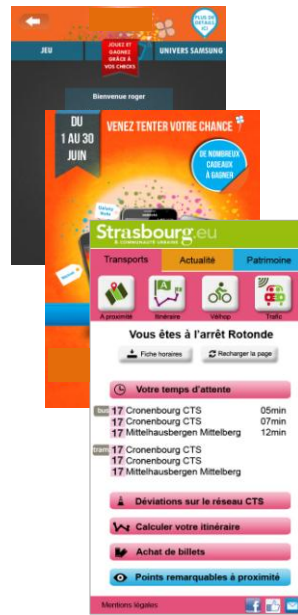 PLUS DE
DETAILS
ICI
JEU
JOUEZ ET
GAGNEZ
GRÂCE À
VOS CHECKS
UNIVERS SAMSUNG
Bienvenue roger
DU
1 AU 30
JUIN
VENEZ TENTER VOTRE CHANCE
DE NOMBREUX
CADEAUX
À GAGNER
Strasbourg.eu
& COMMUNAUTÉ URBAINE
Transports
Actualité
Patrimoine
A proximité
Itinéraire
Vélhop
Trafic
Vous êtes à l'arrêt Rotonde
Fiche horaires
Recharger la page
Votre temps d'attente
bus 17 Cronenbourg CTS 05min
17 Cronenbourg CTS 07min
17 Mittelhausbergen Mittelberg 12min
tram 17 Cronenbourg CTS
17 Cronenbourg CTS
17 Mittelhausbergen Mittelberg
Déviations sur le réseau CTS
Calculer votre itinéraire
Achat de billets
Points remarquables à proximité
Mentions légales